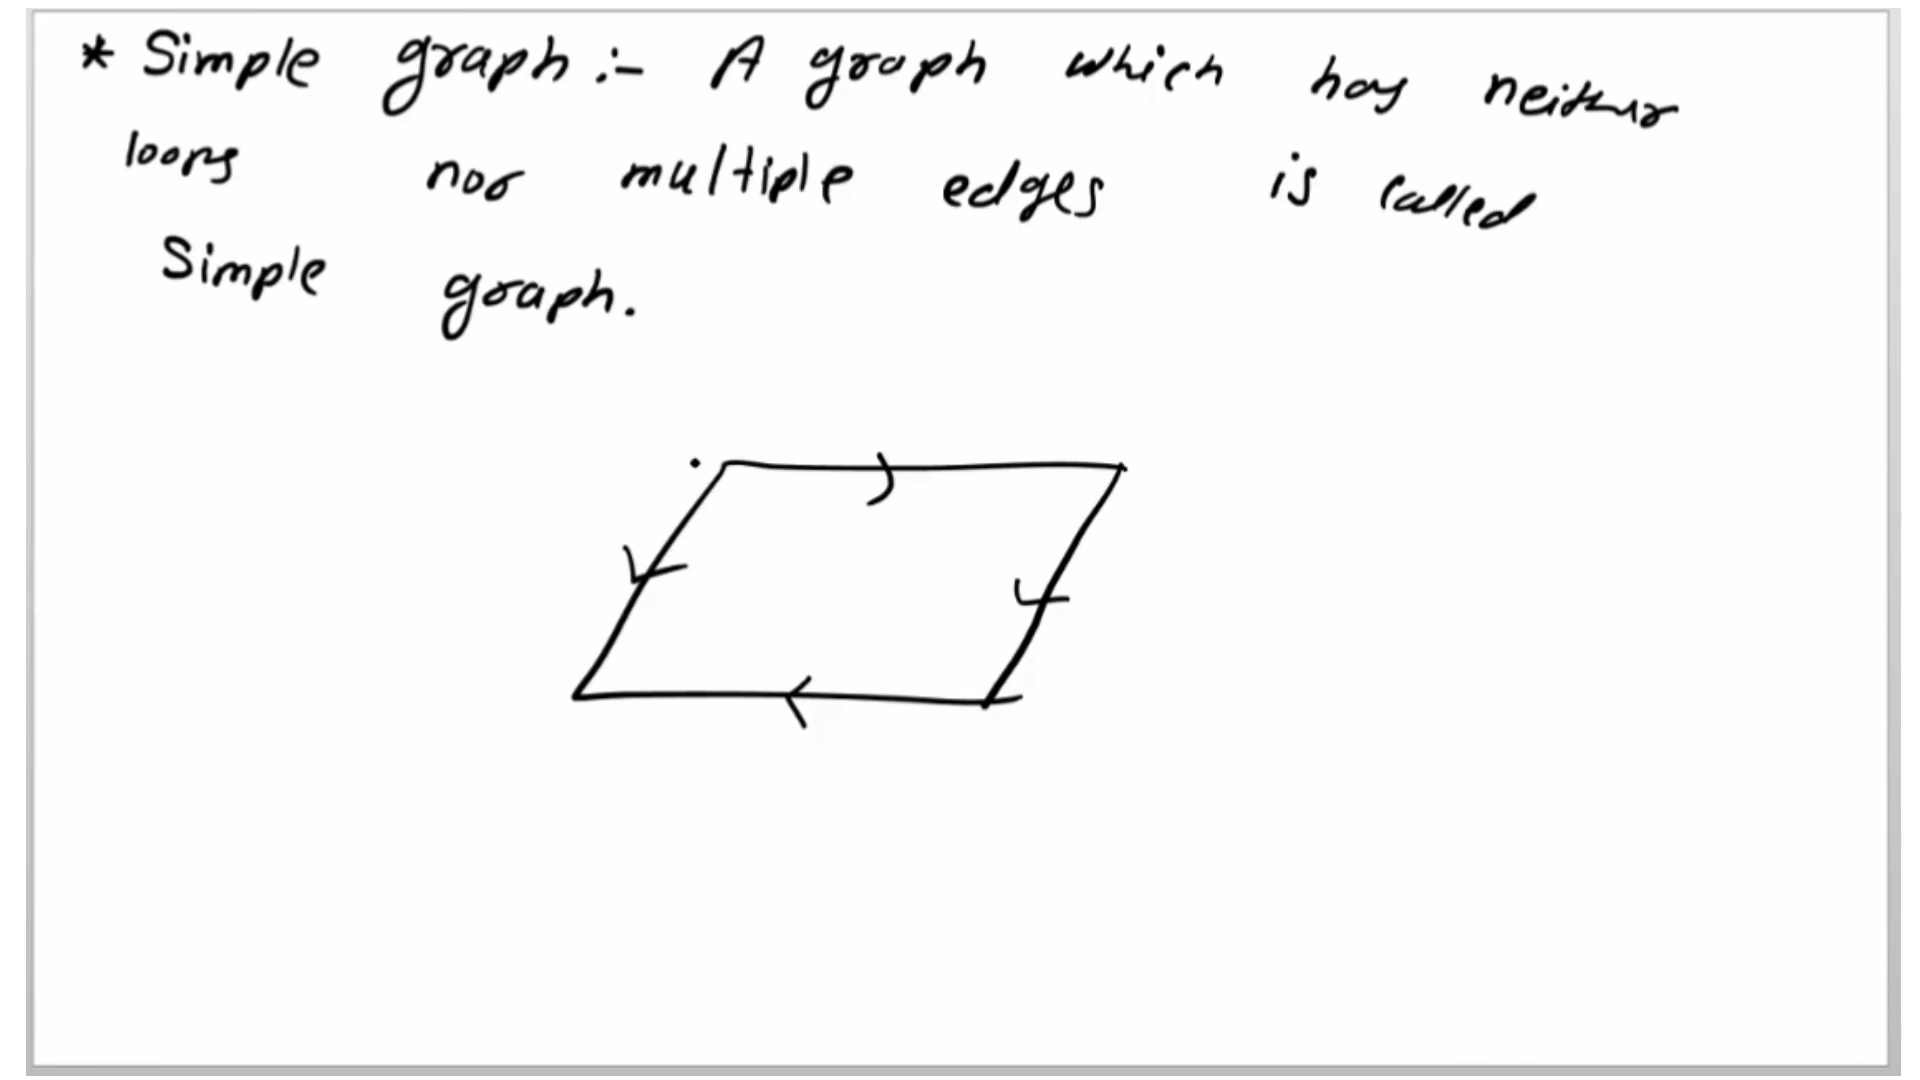 * Simple graph :- A graph which has neither
loops nor multiple edges is called
Simple graph.